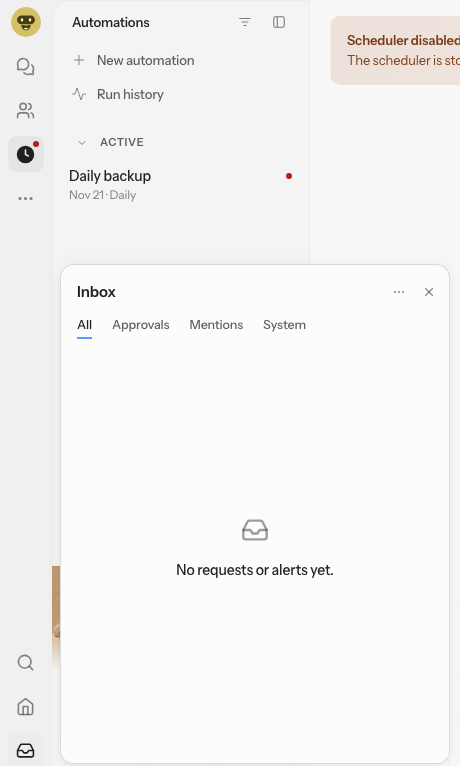 Automations
New automation
Run history
ACTIVE
Daily backup
Nov 21 · Daily
Scheduler disabled
The scheduler is sto
Inbox
All Approvals Mentions System
No requests or alerts yet.